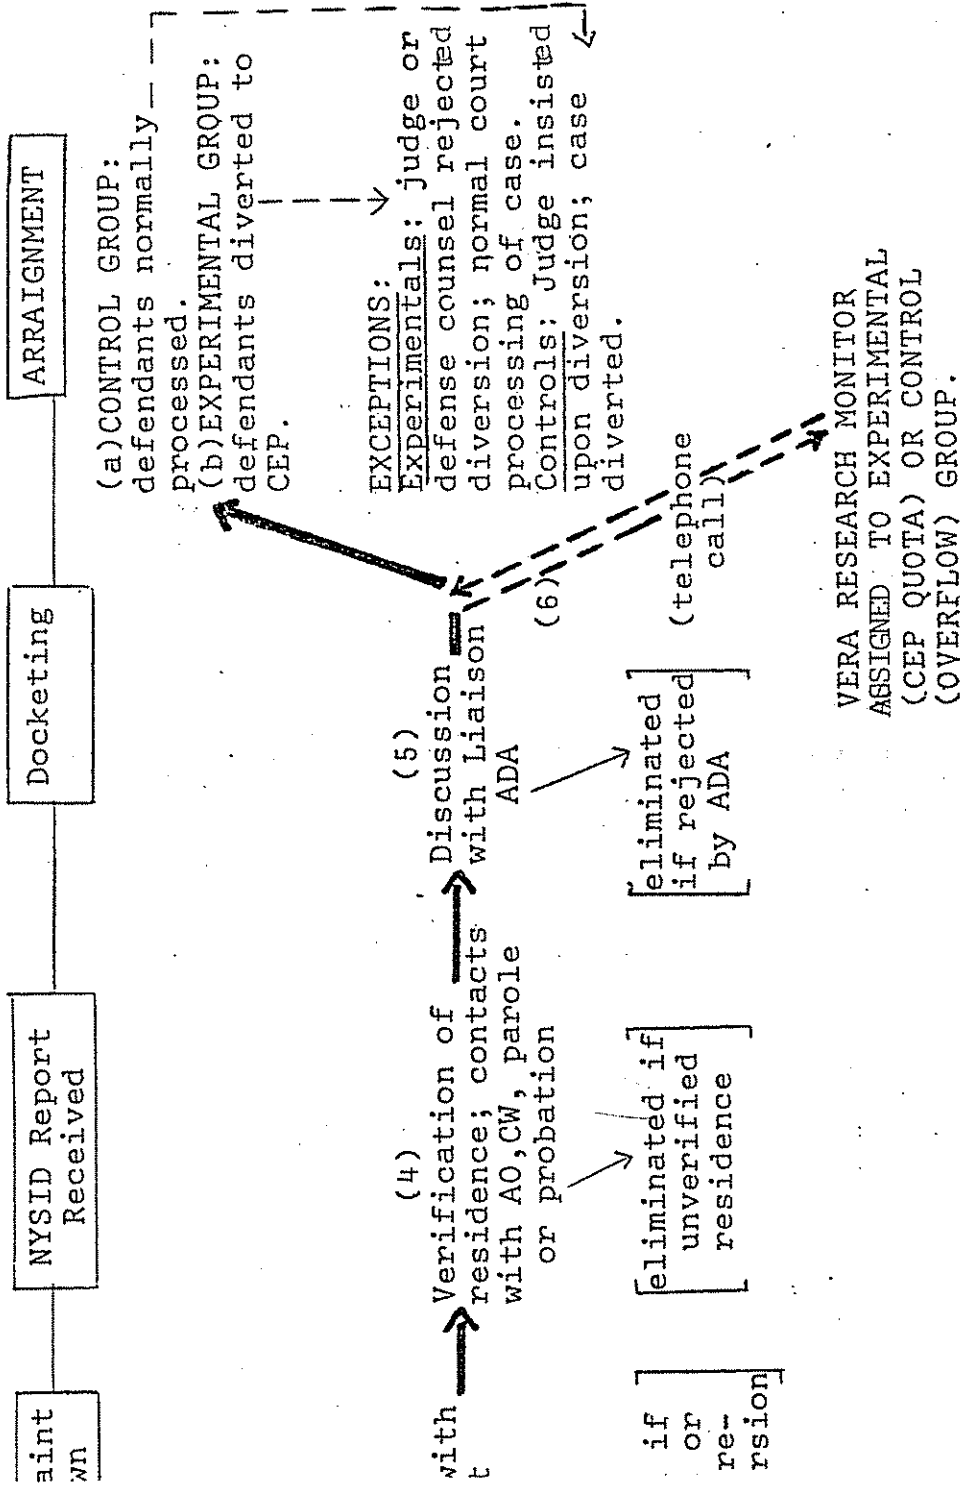 aint
wn
NYSID Report
Received
Docketing
ARRAIGNMENT
with
t
if
or
re-
rsion
(4)
Verification of
residence; contacts
with AO,CW, parole
or probation
eliminated if
unverified
residence
(5)
Discussion
with Liaison
ADA
eliminated
if rejected
by ADA
(6)
(telephone
call)
VERA RESEARCH MONITOR
ASSIGNED TO EXPERIMENTAL
(CEP QUOTA) OR CONTROL
(OVERFLOW) GROUP.
(a)CONTROL GROUP:
defendants normally
processed.
(b)EXPERIMENTAL GROUP:
defendants diverted to
CEP.
EXCEPTIONS:
Experimentals: judge or
defense counsel rejected
diversion; normal court
processing of case.
Controls: Judge insisted
upon diversion; case
diverted.